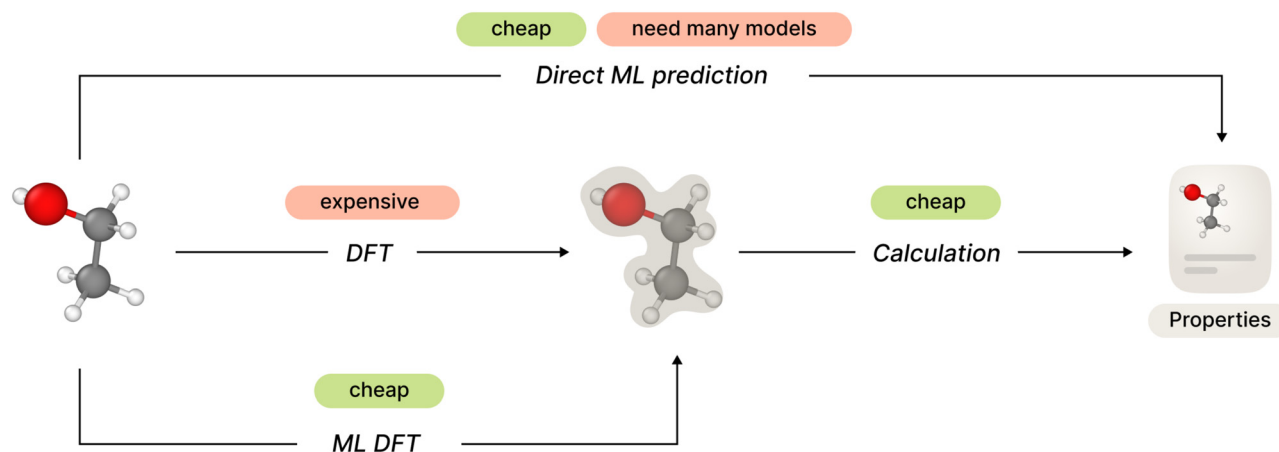 cheap need many models
Direct ML prediction
expensive
DFT
cheap
Calculation
Properties
cheap
ML DFT